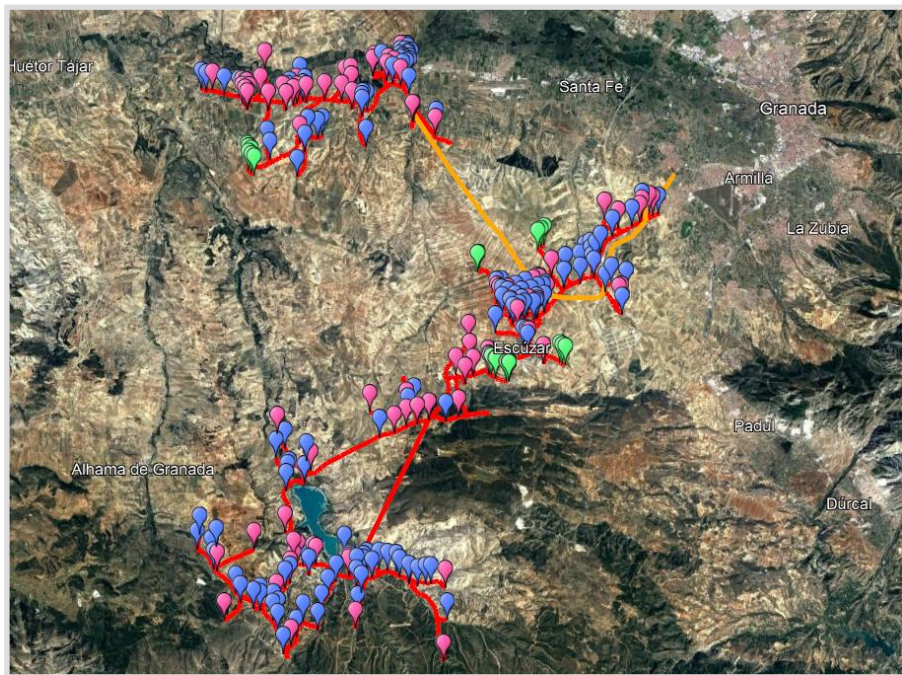 Huétor Tájar
Santa Fe
Granada
Armilla
La Zubia
Escúzar
Padul
Alhama de Granada
Dúrcal